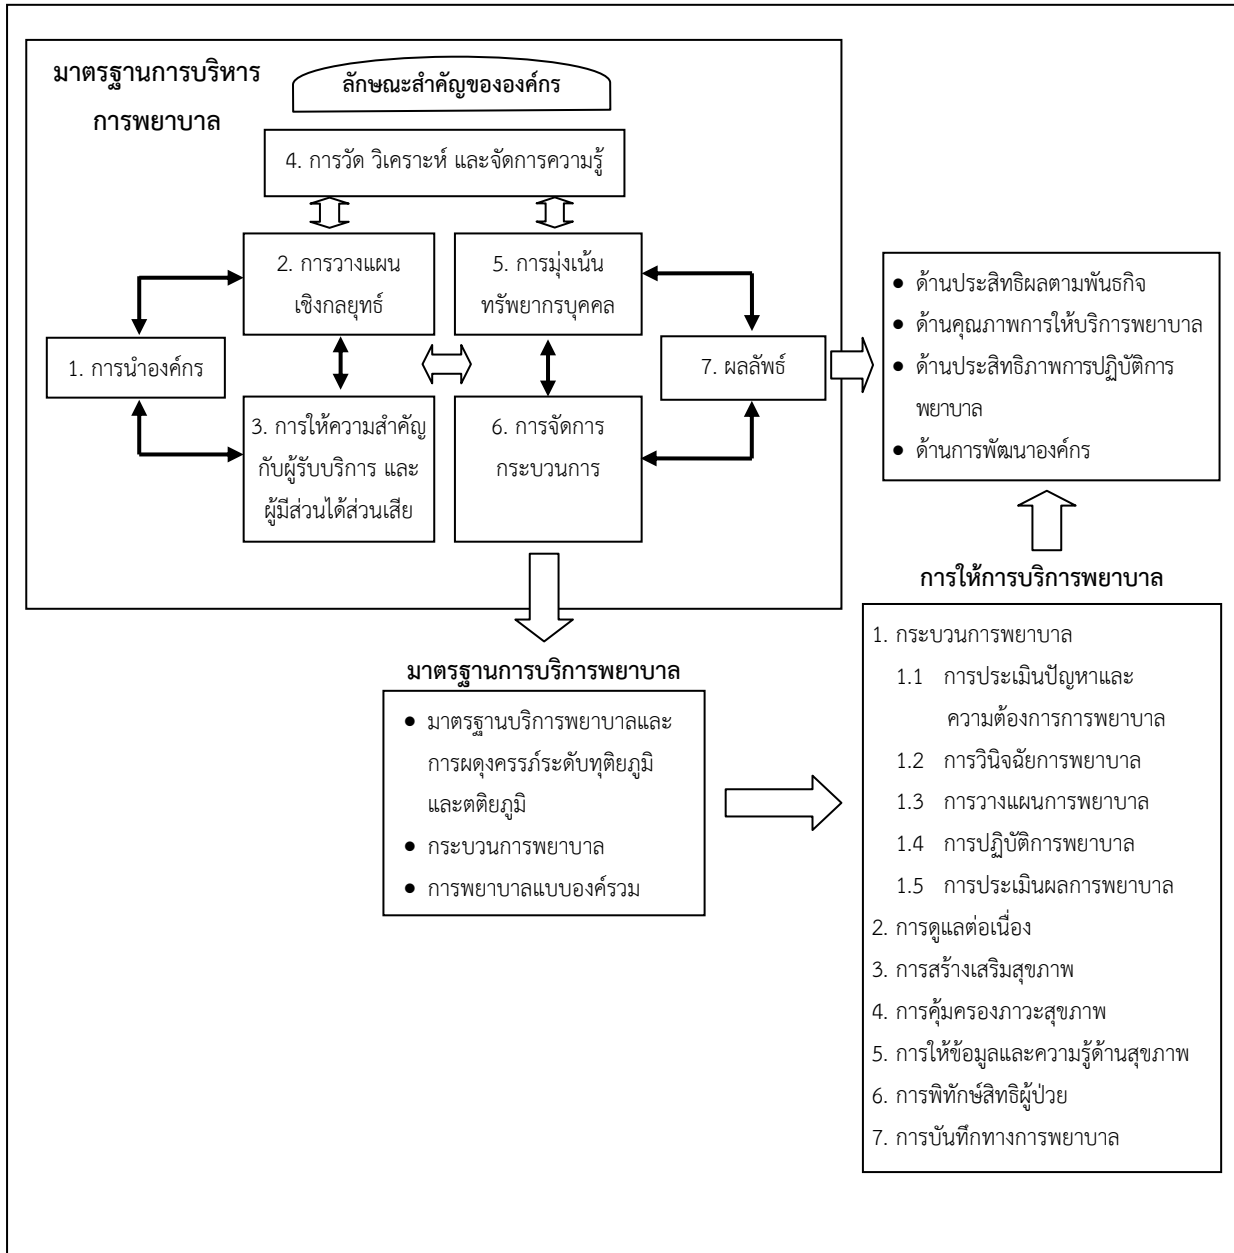 มาตรฐานการบริหาร
การพยาบาล
ลักษณะสำคัญขององค์กร
4. การวัด วิเคราะห์ และจัดการความรู้
2. การวางแผน
เชิงกลยุทธ์
5. การมุ่งเน้น
ทรัพยากรบุคคล
1. การนำองค์กร
7. ผลลัพธ์
3. การให้ความสำคัญ
กับผู้รับบริการ และ
ผู้มีส่วนได้ส่วนเสีย
6. การจัดการ
กระบวนการ
• ด้านประสิทธิผลตามพันธกิจ
• ด้านคุณภาพการให้บริการพยาบาล
• ด้านประสิทธิภาพการปฏิบัติการ
พยาบาล
• ด้านการพัฒนาองค์กร
มาตรฐานการบริการพยาบาล
• มาตรฐานบริการพยาบาลและ
การผดุงครรภ์ระดับทุติยภูมิ
และตติยภูมิ
• กระบวนการพยาบาล
• การพยาบาลแบบองค์รวม
การให้การบริการพยาบาล
1. กระบวนการพยาบาล
1.1 การประเมินปัญหาและ
ความต้องการการพยาบาล
1.2 การวินิจฉัยการพยาบาล
1.3 การวางแผนการพยาบาล
1.4 การปฏิบัติการพยาบาล
1.5 การประเมินผลการพยาบาล
2. การดูแลต่อเนื่อง
3. การสร้างเสริมสุขภาพ
4. การคุ้มครองภาวะสุขภาพ
5. การให้ข้อมูลและความรู้ด้านสุขภาพ
6. การพิทักษ์สิทธิผู้ป่วย
7. การบันทึกทางการพยาบาล